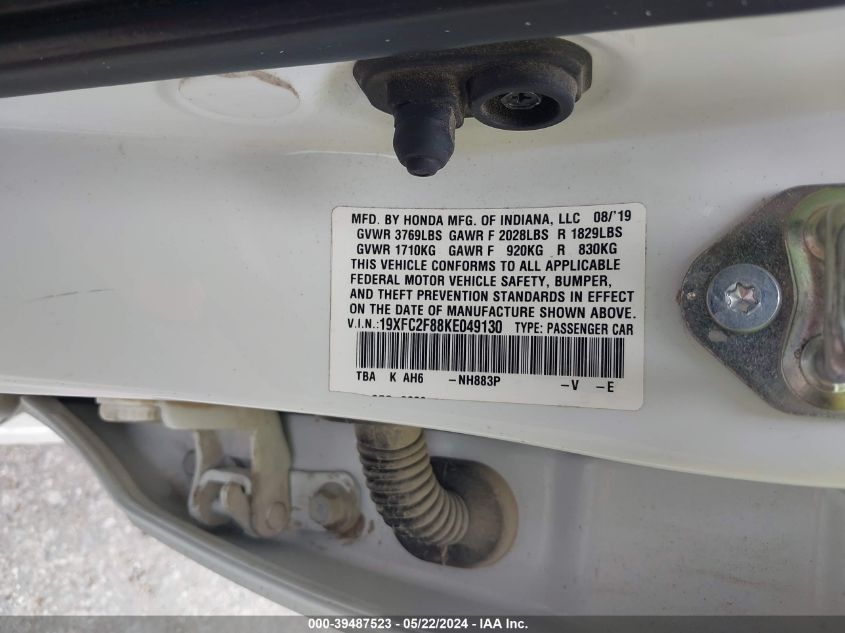 MFD. BY HONDA MFG. OF INDIANA, LLC 08/'19
GVWR 3769LBS GAWR F 2028LBS R 1829LBS
GVWR 1710KG GAWR F 920KG R 830KG
THIS VEHICLE CONFORMS TO ALL APPLICABLE
FEDERAL MOTOR VEHICLE SAFETY, BUMPER,
AND THEFT PREVENTION STANDARDS IN EFFECT
ON THE DATE OF MANUFACTURE SHOWN ABOVE.
V.I.N.:19XFC2F88KE049130 TYPE: PASSENGER CAR
TBA K AH6 -NH883P -V -E
000-39487523 - 05/22/2024 - IAA Inc.